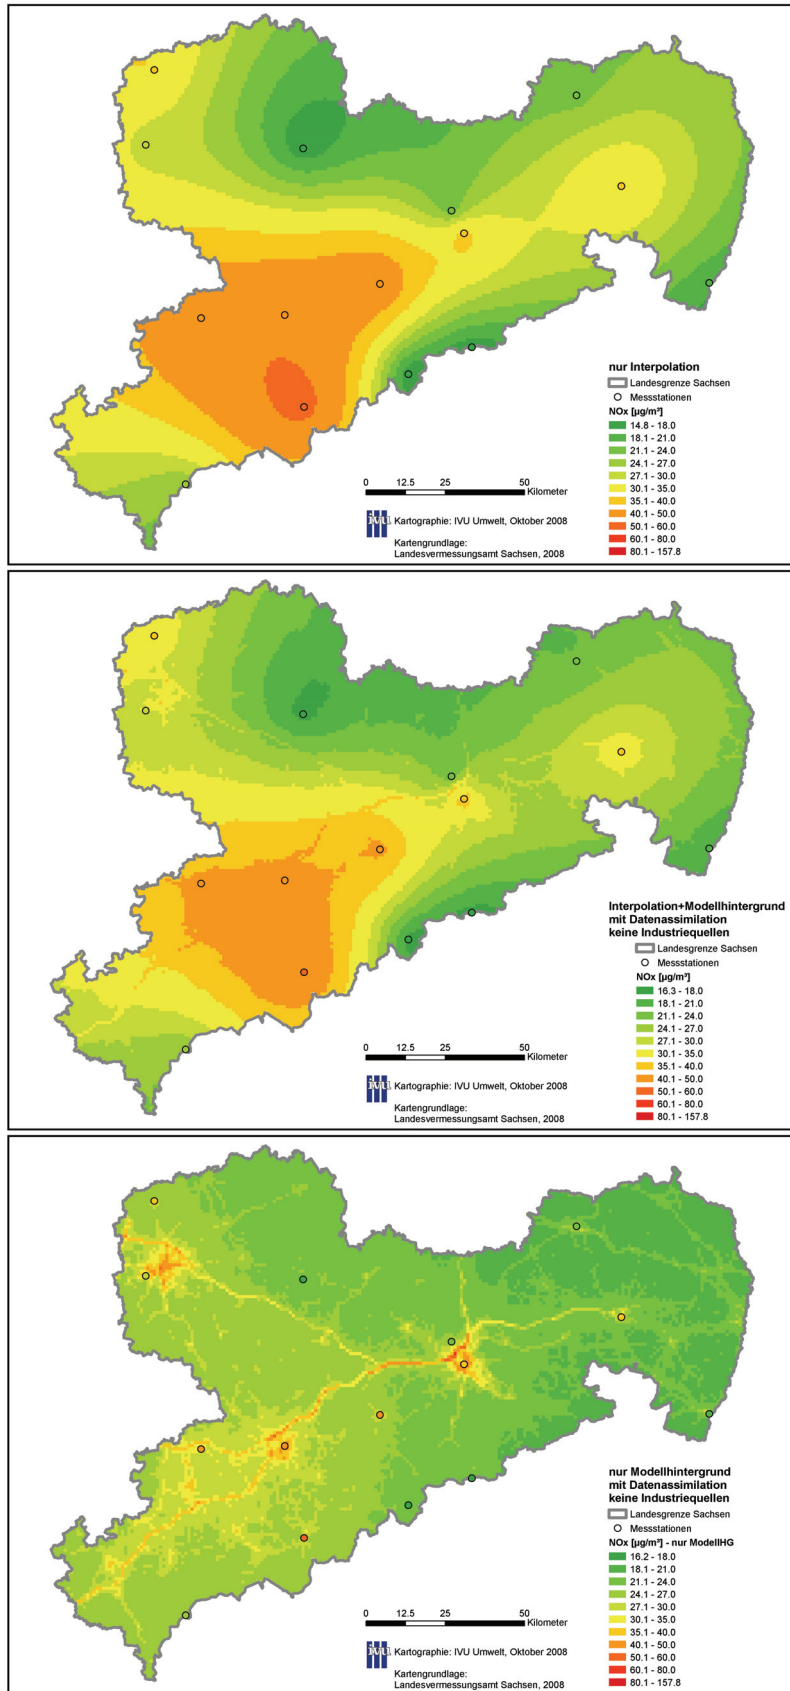 nur Interpolation
Landesgrenze Sachsen
Messstationen
NOx [µg/m³]
14.8 - 18.0
18.1 - 21.0
21.1 - 24.0
24.1 - 27.0
27.1 - 30.0
30.1 - 35.0
35.1 - 40.0
40.1 - 50.0
50.1 - 60.0
60.1 - 80.0
80.1 - 157.8
0 12.5 25 50
Kilometer
ivu Kartographie: IVU Umwelt, Oktober 2008
Kartengrundlage:
Landesvermessungsamt Sachsen, 2008
Interpolation+Modellhintergrund
mit Datenassimilation
keine Industriequellen
Landesgrenze Sachsen
Messstationen
NOx [µg/m³]
16.3 - 18.0
18.1 - 21.0
21.1 - 24.0
24.1 - 27.0
27.1 - 30.0
30.1 - 35.0
35.1 - 40.0
40.1 - 50.0
50.1 - 60.0
60.1 - 80.0
80.1 - 157.8
0 12.5 25 50
Kilometer
ivu Kartographie: IVU Umwelt, Oktober 2008
Kartengrundlage:
Landesvermessungsamt Sachsen, 2008
nur Modellhintergrund
mit Datenassimilation
keine Industriequellen
Landesgrenze Sachsen
Messstationen
NOx [µg/m³] - nur ModellHG
16.2 - 18.0
18.1 - 21.0
21.1 - 24.0
24.1 - 27.0
27.1 - 30.0
30.1 - 35.0
35.1 - 40.0
40.1 - 50.0
50.1 - 60.0
60.1 - 80.0
80.1 - 157.8
0 12.5 25 50
Kilometer
ivu Kartographie: IVU Umwelt, Oktober 2008
Kartengrundlage:
Landesvermessungsamt Sachsen, 2008